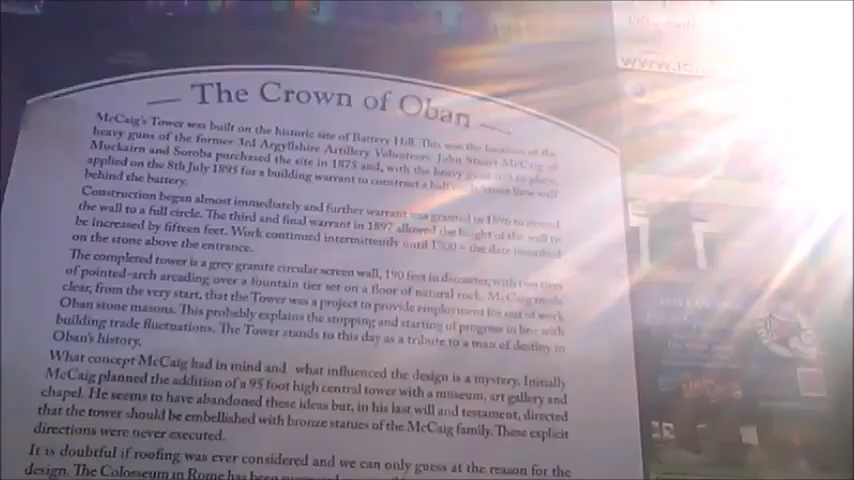 www.
The Crown of Oban
McCaig's Tower was built on the historic site of Battery Hill. This was the location of the
heavy guns of the former 3rd Argyllshire Artillery Volunteers. John Stuart McCaig of
Muckairn and Soroba purchased the site in 1875 and, with the heavy guns still in place,
applied on the 8th July 1895 for a building warrant to construct a half circle stone lime wall
behind the battery.
Construction began almost immediately and further warrant was granted in 1896 to extend
the wall to a full circle. The third and final warrant in 1897 allowed the height of the wall to
be increased by fifteen feet. Work continued intermittently until 1900 – the date inscribed
on the stone above the entrance.
The completed tower is a grey granite circular screen wall, 190 feet in diameter, with two tiers
of pointed-arch arcading over a fountain tier set on a floor of natural rock. McCaig made
clear, from the very start, that the Tower was a project to provide employment for out of work
Oban stone masons. This probably explains the stopping and starting of progress in line with
building trade fluctuations. The Tower stands to this day as a tribute to a man of destiny in
Oban's history.
What concept McCaig had in mind and what influenced the design is a mystery. Initially
McCaig planned the addition of a 95 foot high central tower with a museum, art gallery and
chapel. He seems to have abandoned these ideas but, in his last will and testament, directed
that the tower should be embellished with bronze statues of the McCaig family. These explicit
directions were never executed.
It is doubtful if roofing was ever considered and we can only guess at the reason for the
design. The Colosseum in Rome has been